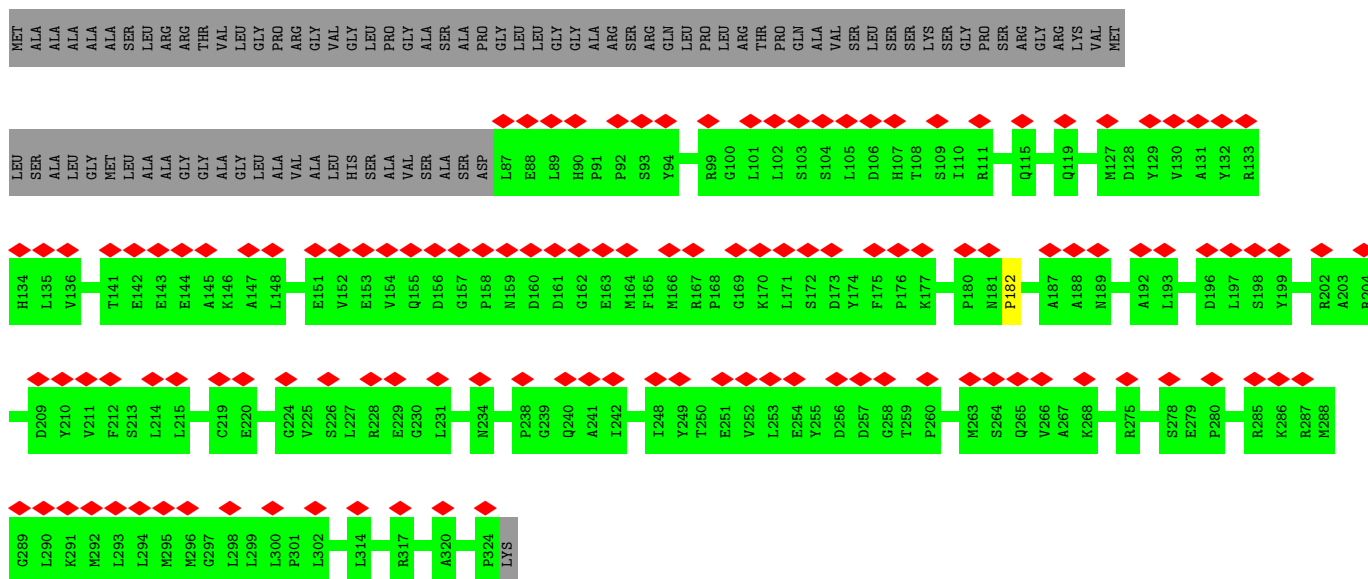 MET ALA ALA ALA ALA ALA SER LEU ARG ARG THR VAL LEU GLY PRO ARG GLY VAL GLY LEU PRO GLY ALA SER ALA PRO GLY LEU LEU GLY GLY ALA ARG SER ARG GLN LEU PRO LEU ARG THR PRO GLN ALA VAL SER LEU SER SER LYS SER GLY PRO SER ARG GLY ARG LYS VAL MET
LEU SER ALA LEU GLY MET LEU ALA ALA GLY GLY ALA GLY LEU ALA VAL ALA LEU HIS SER ALA VAL SER ALA SER ASP L87 E88 L89 H90 P91 P92 S93 Y94 R99 G100 L101 L102 S103 S104 L105 D106 H107 T108 S109 I110 R111 Q115 Q119 M127 D128 Y129 V130 A131 Y132 R133
H134 L135 V136 T141 E142 E143 E144 A145 K146 A147 L148 E151 V152 E153 V154 Q155 D156 G157 P158 N159 D160 D161 G162 E163 M164 F165 M166 R167 P168 G169 K170 L171 S172 D173 Y174 F175 P176 K177 P180 N181 P182 A187 A188 N189 A192 L193 D196 L197 S198 Y199 R202 A203 R204
D209 Y210 V211 F212 S213 L214 L215 C219 E220 G224 V225 S226 L227 R228 E229 G230 L231 N234 P238 G239 Q240 A241 I242 I248 Y249 T250 E251 V252 L253 E254 Y255 D256 D257 G258 T259 P260 M263 S264 Q265 V266 A267 K268 R275 S278 E279 P280 R285 K286 R287 M288
G289 L290 K291 M292 L293 L294 M295 M296 G297 L298 L299 L300 P301 L302 L314 R317 A320 P324 LYS